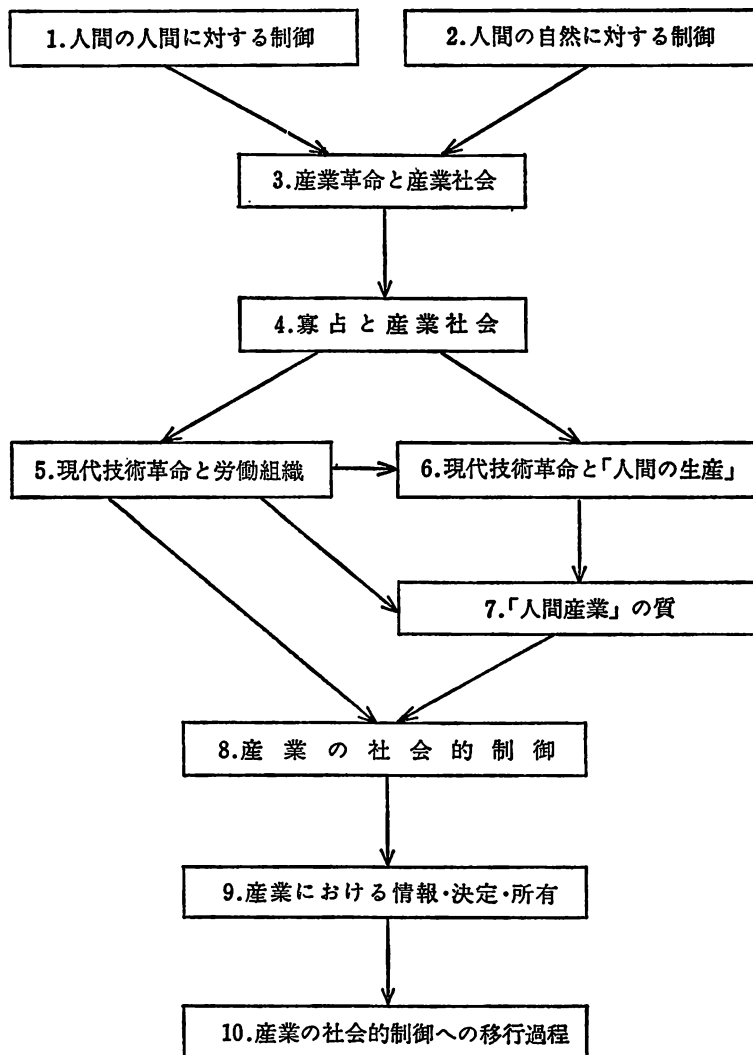 1.人間の人間に対する制御
2.人間の自然に対する制御
3.産業革命と産業社会
4.寡占と産業社会
5.現代技術革命と労働組織
6.現代技術革命と「人間の生産」
7.「人間産業」の質
8.産業の社会的制御
9.産業における情報・決定・所有
10.産業の社会的制御への移行過程